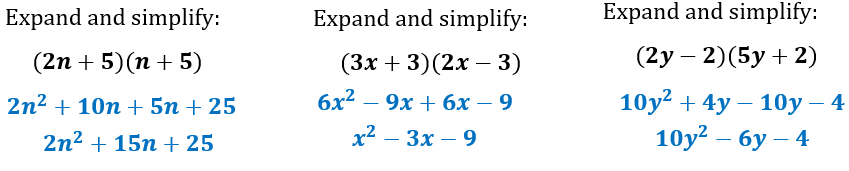 Expand and simplify:
(2n + 5)(n + 5)
2n² + 10n + 5n + 25
2n² + 15n + 25
Expand and simplify:
(3x + 3)(2x − 3)
6x² − 9x + 6x − 9
x² − 3x − 9
Expand and simplify:
(2y − 2)(5y + 2)
10y² + 4y − 10y − 4
10y² − 6y − 4